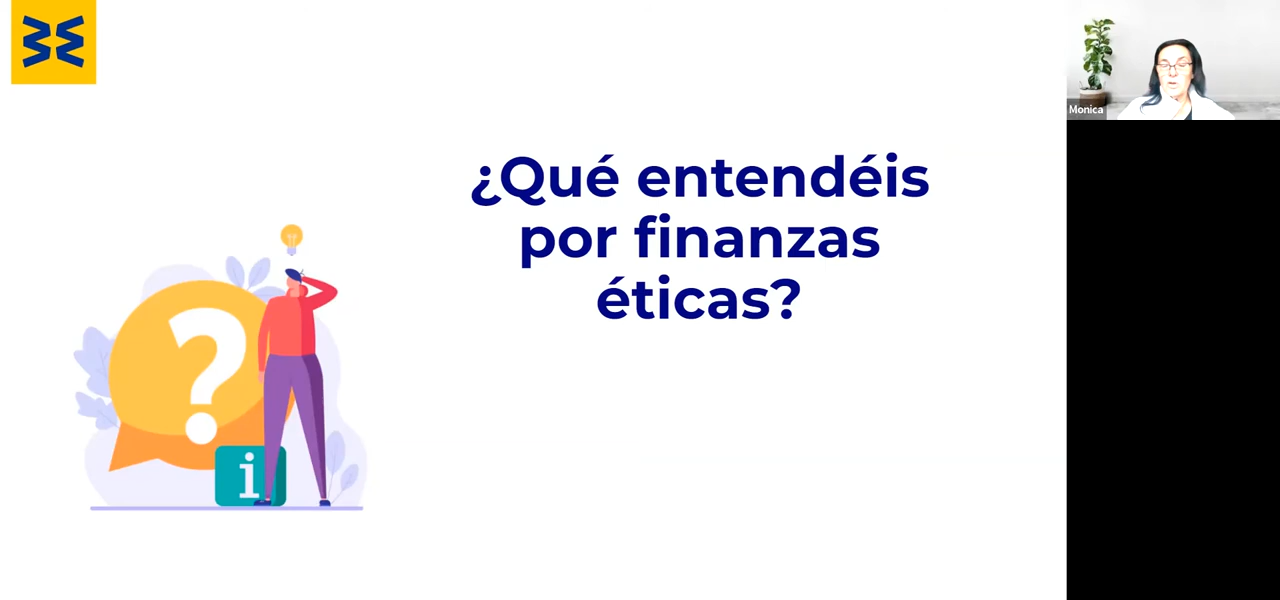 ¿Qué entendéis
por finanzas
éticas?
?
i
Monica